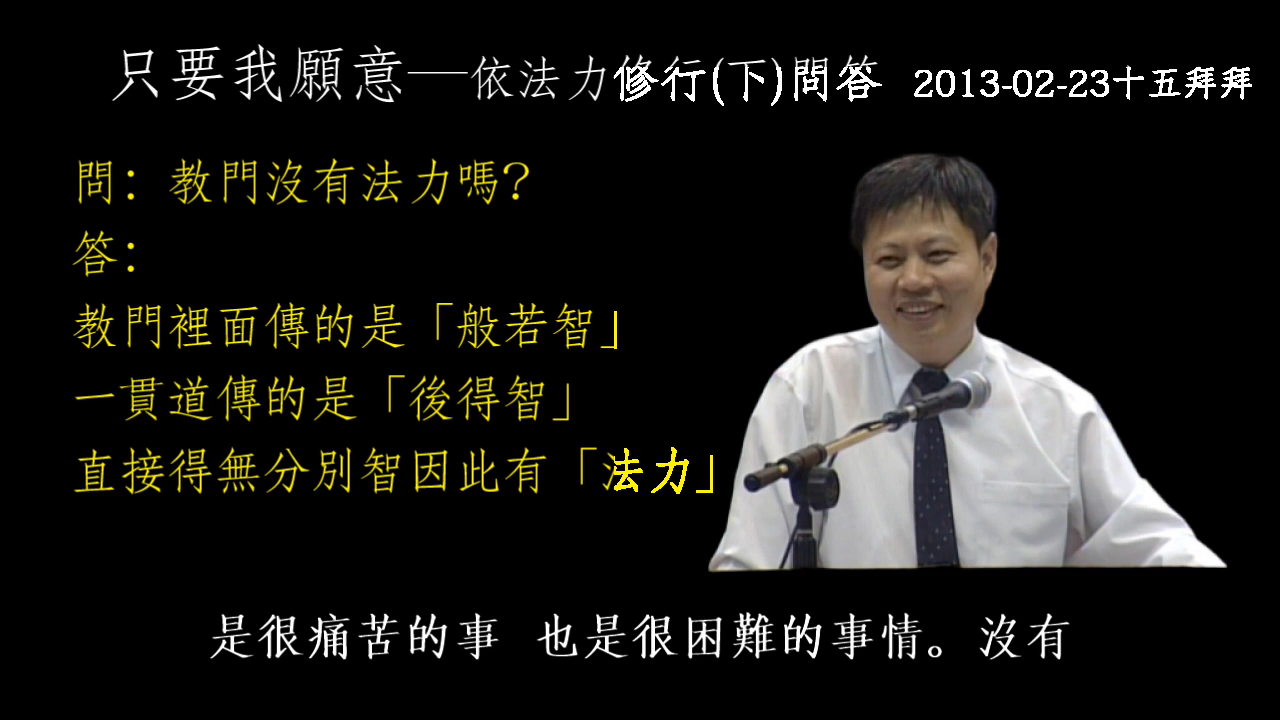 只要我願意—依法力修行(下)問答 2013-02-23十五拜拜
問：教門沒有法力嗎？
答：
教門裡面傳的是「般若智」
一貫道傳的是「後得智」
直接得無分別智因此有「法力」
是很痛苦的事 也是很困難的事情。沒有